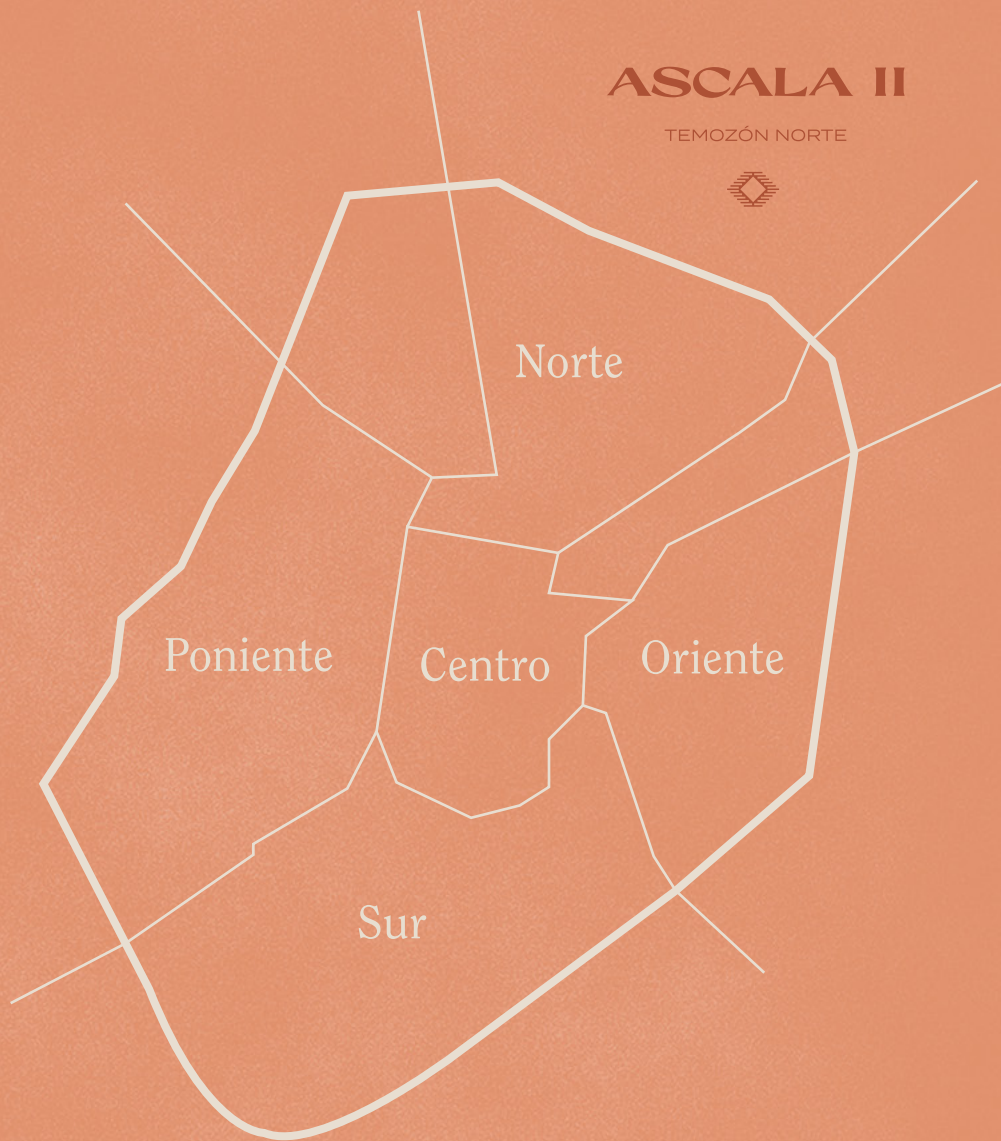 ASCALA II
TEMOZÓN NORTE
Norte
Poniente
Centro
Oriente
Sur